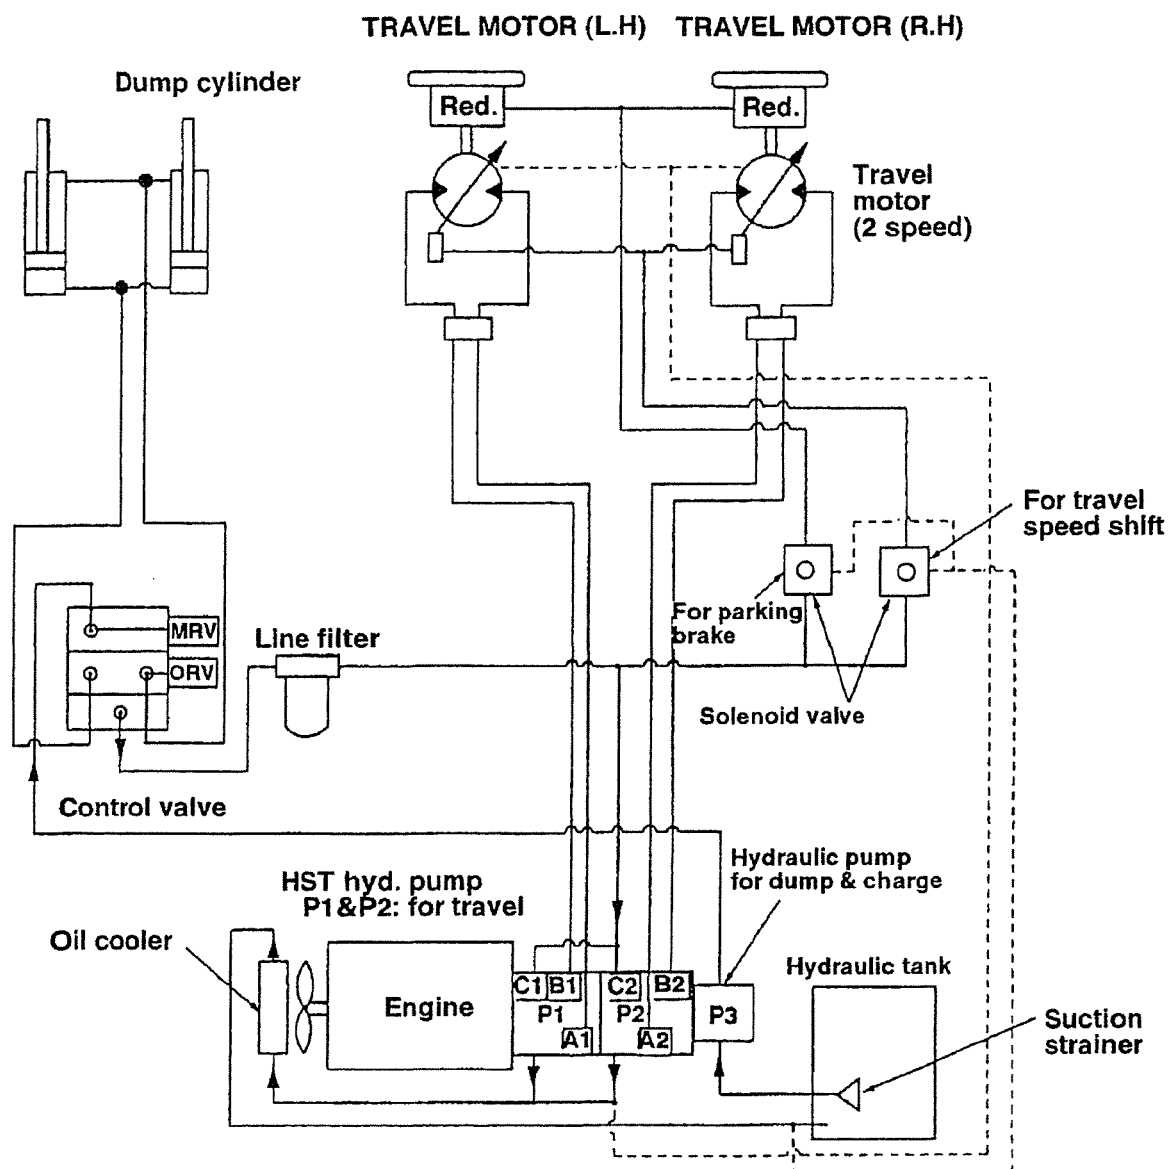 TRAVEL MOTOR (L.H) TRAVEL MOTOR (R.H)
Dump cylinder
Red.
Red.
Travel
motor
(2 speed)
For travel
speed shift
For parking
brake
MRV
Line filter
ORV
Solenoid valve
Control valve
Hydraulic pump
for dump & charge
HST hyd. pump
P1&P2: for travel
Oil cooler
Hydraulic tank
Engine
C1 B1 C2 B2
P1 P2 P3
A1 A2
Suction
strainer